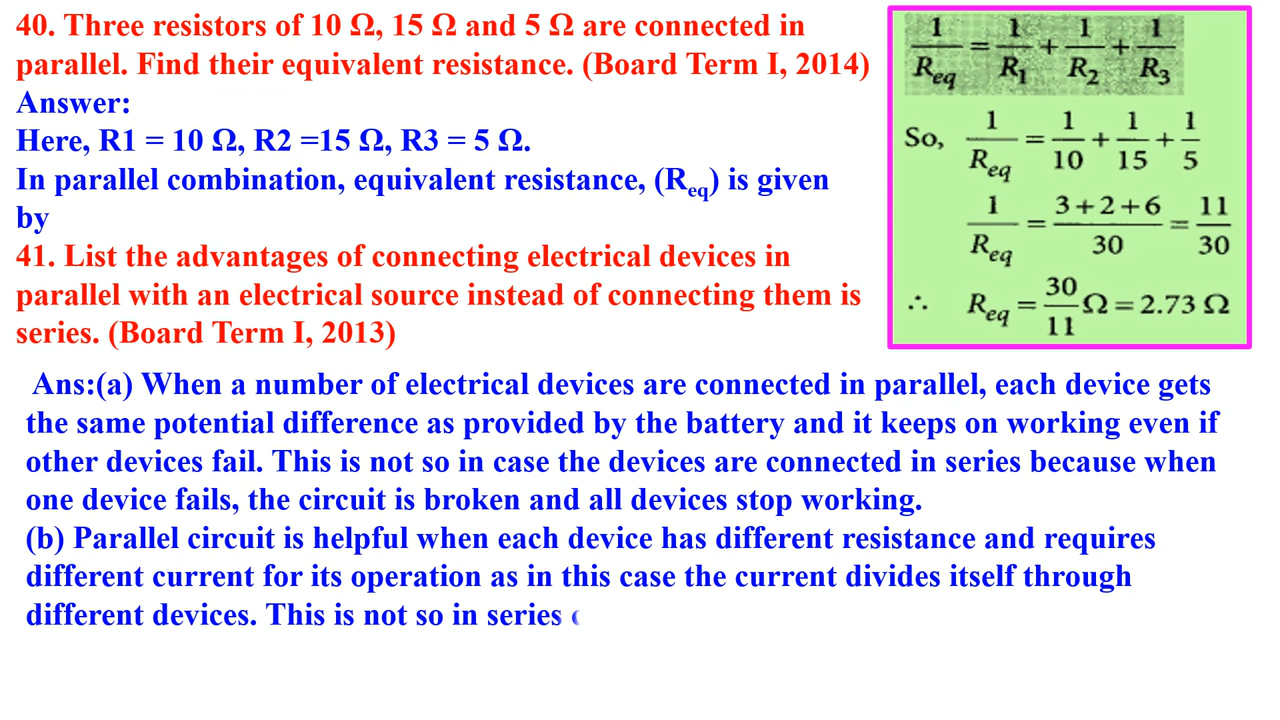 40. Three resistors of 10 Ω, 15 Ω and 5 Ω are connected in
parallel. Find their equivalent resistance. (Board Term I, 2014)
Answer:
Here, R1 = 10 Ω, R2 =15 Ω, R3 = 5 Ω.
In parallel combination, equivalent resistance, (Req) is given
by
1/Req = 1/R1 + 1/R2 + 1/R3
So, 1/Req = 1/10 + 1/15 + 1/5
1/Req = 3+2+6/30 = 11/30
∴ Req = 30/11 Ω = 2.73 Ω
41. List the advantages of connecting electrical devices in
parallel with an electrical source instead of connecting them is
series. (Board Term I, 2013)
Ans:(a) When a number of electrical devices are connected in parallel, each device gets
the same potential difference as provided by the battery and it keeps on working even if
other devices fail. This is not so in case the devices are connected in series because when
one device fails, the circuit is broken and all devices stop working.
(b) Parallel circuit is helpful when each device has different resistance and requires
different current for its operation as in this case the current divides itself through
different devices. This is not so in series